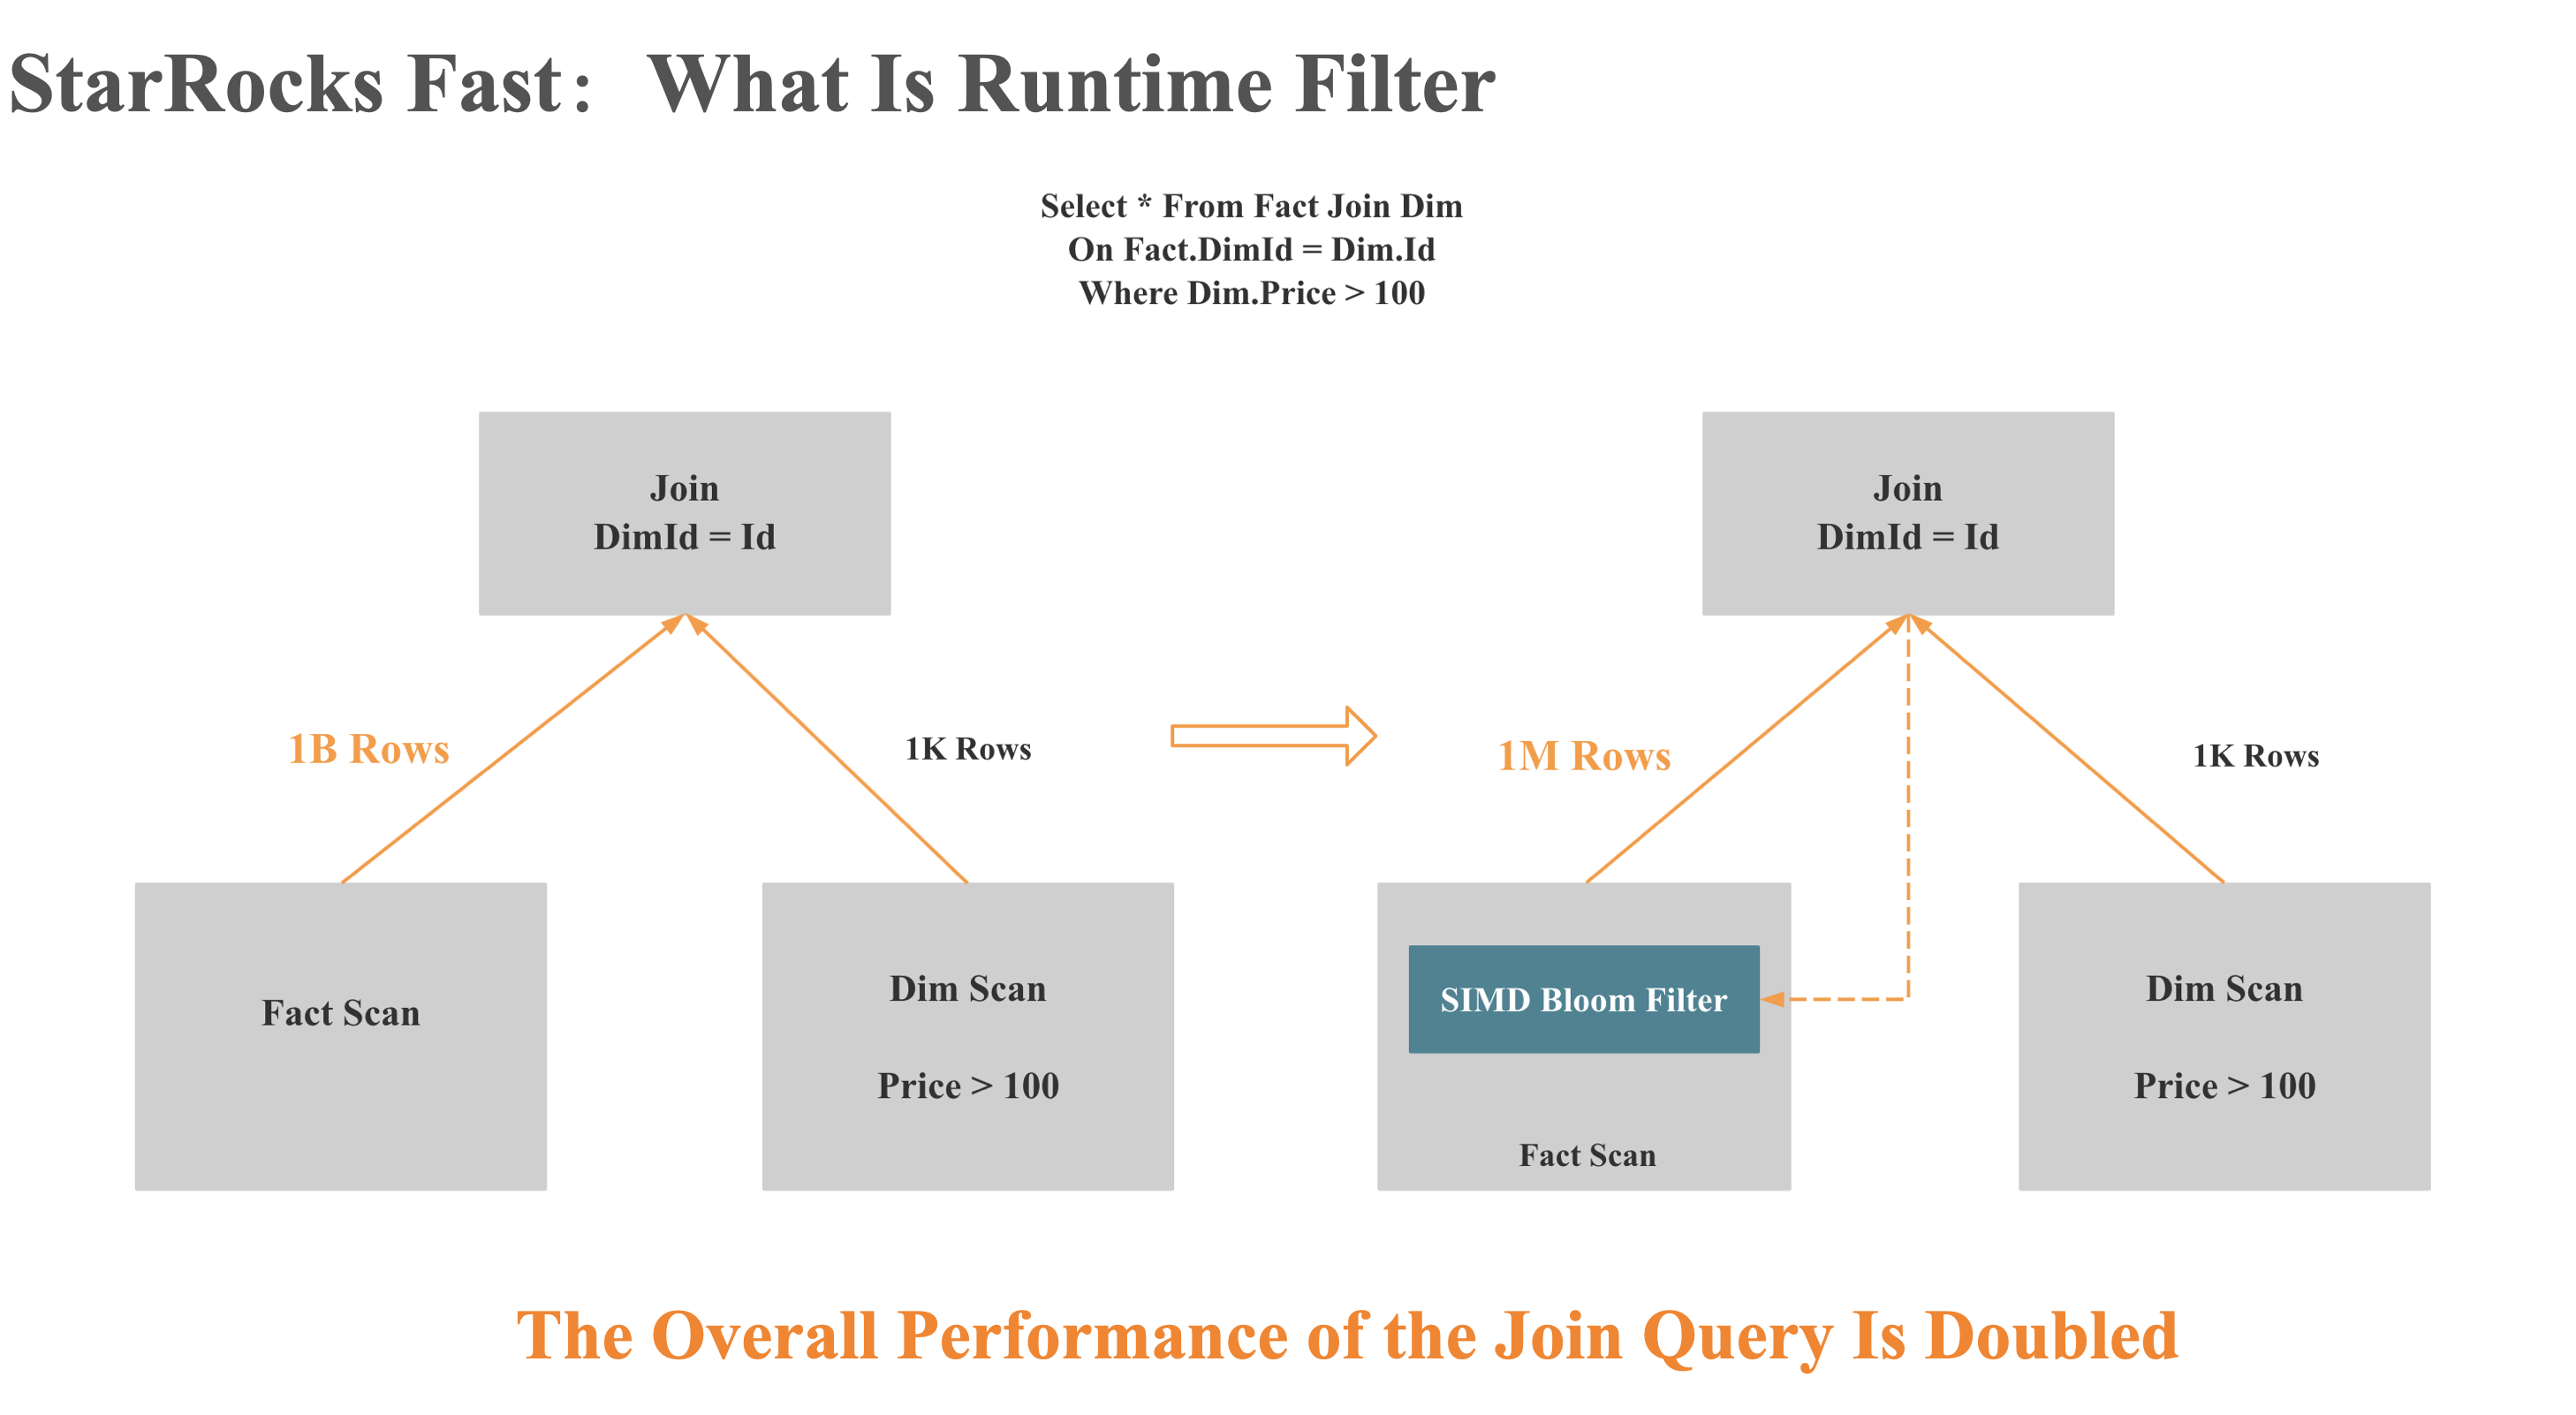 StarRocks Fast： What Is Runtime Filter
Select * From Fact Join Dim
On Fact.DimId = Dim.Id
Where Dim.Price > 100
Join
DimId = Id
1B Rows
1K Rows
Fact Scan
Dim Scan
Price > 100
Join
DimId = Id
1M Rows
1K Rows
SIMD Bloom Filter
Fact Scan
Dim Scan
Price > 100
The Overall Performance of the Join Query Is Doubled